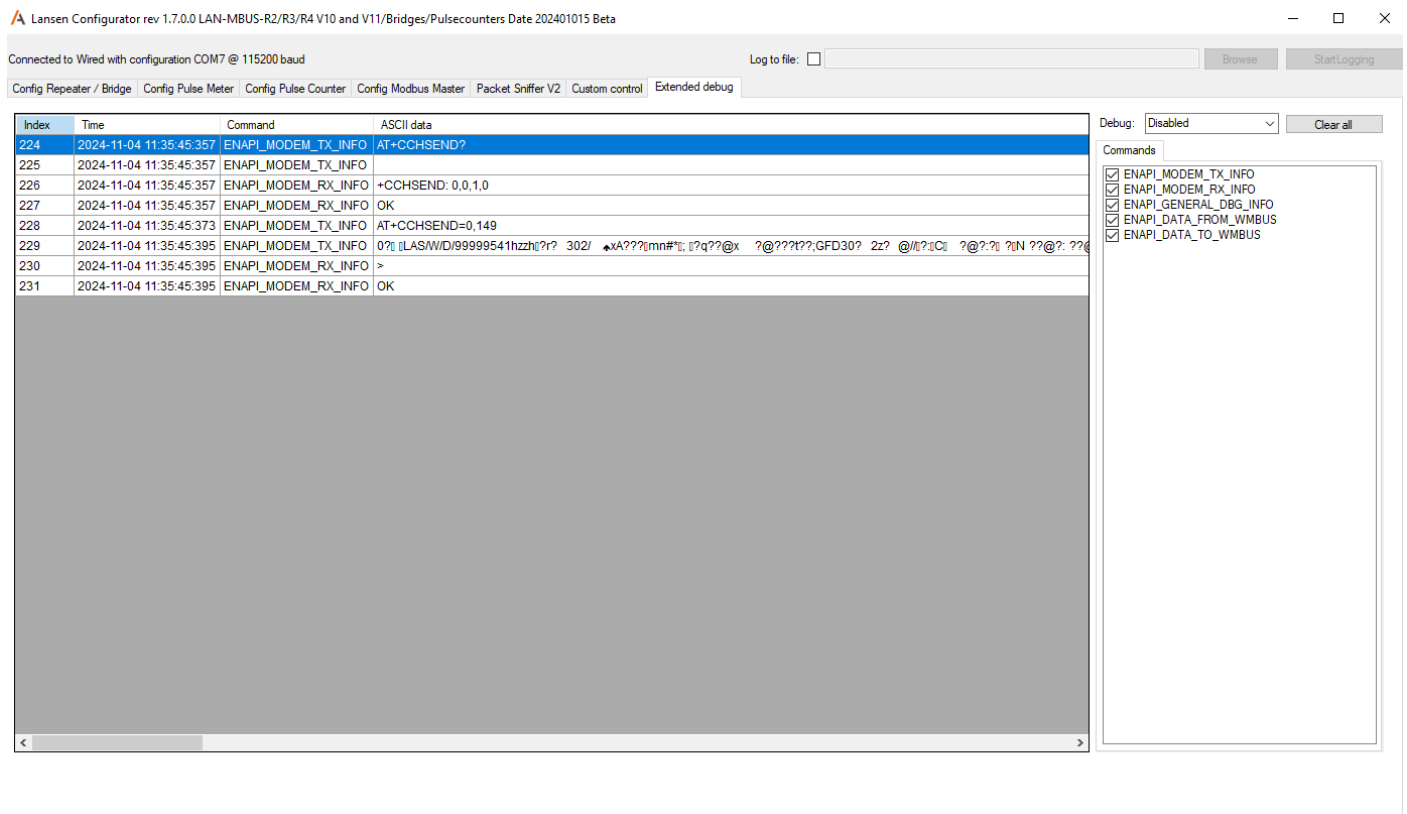 Lansen Configurator rev 1.7.0.0 LAN-MBUS-R2/R3/R4 V10 and V11/Bridges/Pulsecounters Date 202401015 Beta
Connected to Wired with configuration COM7 @ 115200 baud Log to file: Browse StartLogging
Config Repeater / Bridge Config Pulse Meter Config Pulse Counter Config Modbus Master Packet Sniffer V2 Custom control Extended debug
Index Time Command ASCII data
224 2024-11-04 11:35:45:357 ENAPI_MODEM_TX_INFO AT+CCHSEND?
225 2024-11-04 11:35:45:357 ENAPI_MODEM_TX_INFO
226 2024-11-04 11:35:45:357 ENAPI_MODEM_RX_INFO +CCHSEND: 0,0,1,0
227 2024-11-04 11:35:45:357 ENAPI_MODEM_RX_INFO OK
228 2024-11-04 11:35:45:373 ENAPI_MODEM_TX_INFO AT+CCHSEND=0,149
229 2024-11-04 11:35:45:395 ENAPI_MODEM_TX_INFO 302/
230 2024-11-04 11:35:45:395 ENAPI_MODEM_RX_INFO >
231 2024-11-04 11:35:45:395 ENAPI_MODEM_RX_INFO OK
Debug: Disabled Clear all
Commands
ENAPI_MODEM_TX_INFO
ENAPI_MODEM_RX_INFO
ENAPI_GENERAL_DBG_INFO
ENAPI_DATA_FROM_WMBUS
ENAPI_DATA_TO_WMBUS